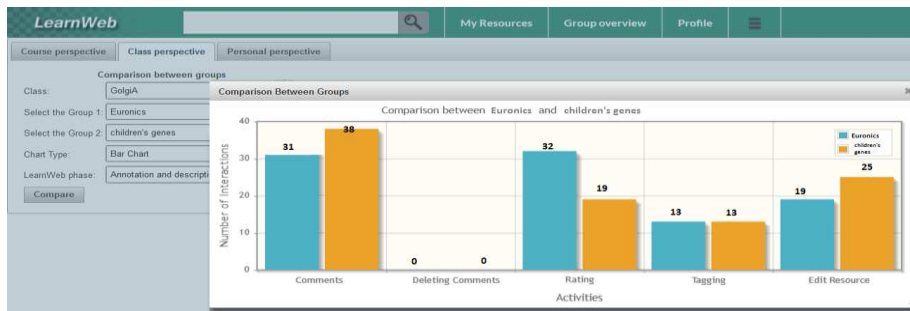 LearnWeb
My Resources Group overview Profile
Course perspective Class perspective Personal perspective
Comparison between groups
Class: GolgiA
Select the Group 1: Euronics
Select the Group 2: children's genes
Chart Type: Bar Chart
LearnWeb phase: Annotation and descripti
Compare
Comparison Between Groups
Comparison between Euronics and children's genes
Number of Interactions
40
30
20
10
0
31 38
0 0
32 19
13 13
19 25
Euronics
children's
genes
Comments Deleting Comments Rating Tagging Edit Resource
Activities